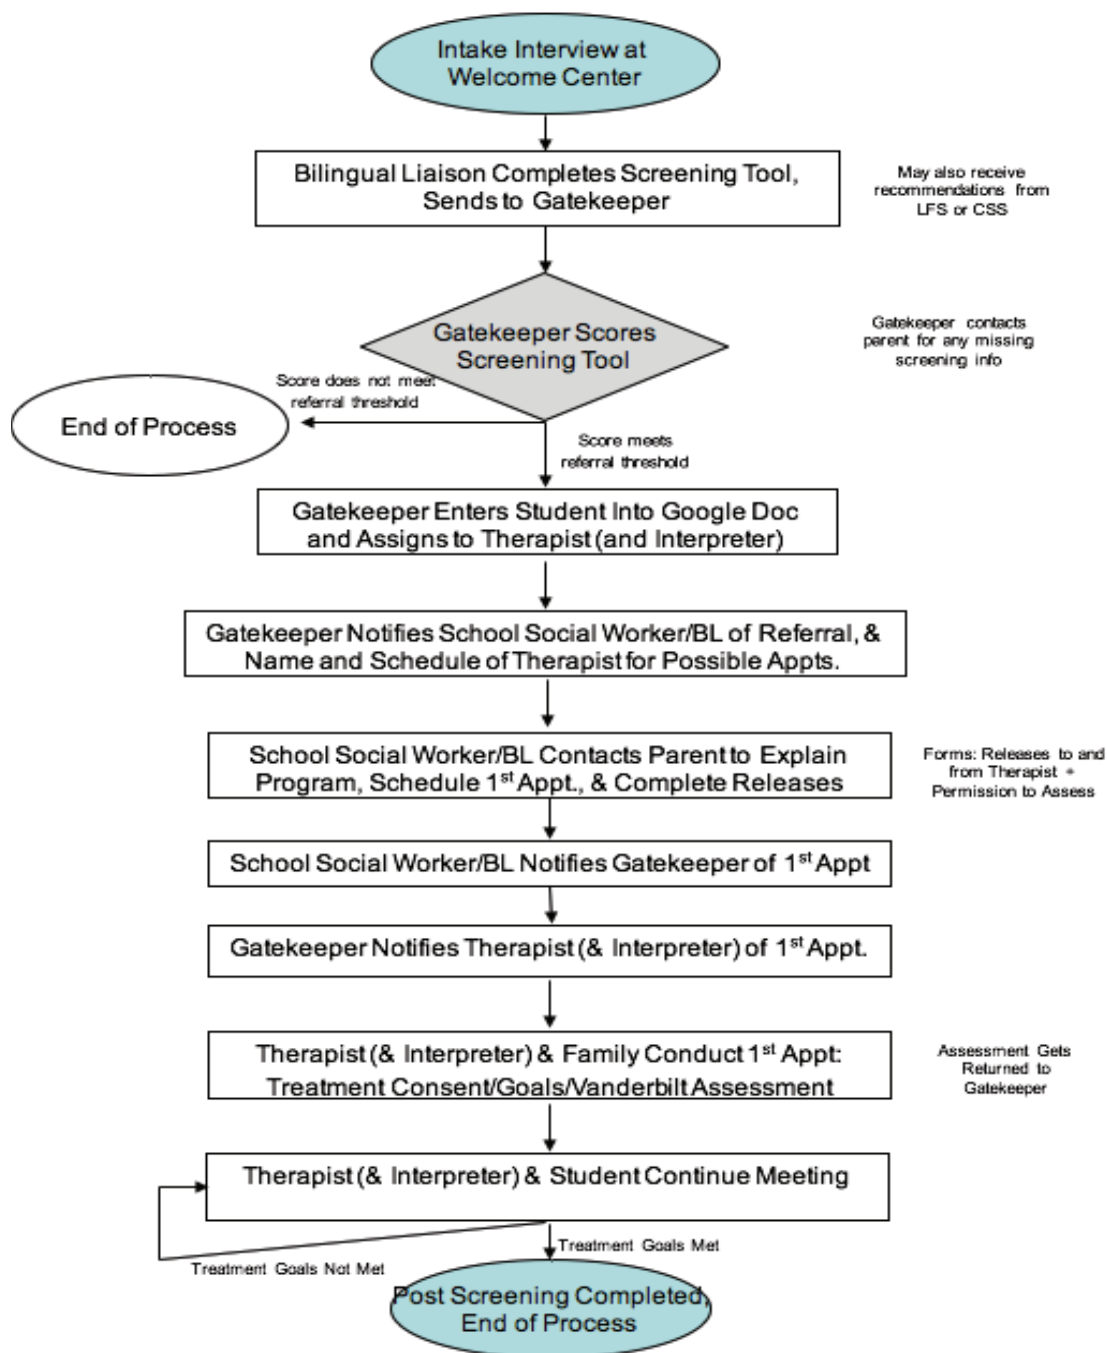 Intake Interview at
Welcome Center
Bilingual Liaison Completes Screening Tool,
Sends to Gatekeeper
May also receive
recommendations from
LFS or CSS
Gatekeeper Scores
Screening Tool
Gatekeeper contacts
parent for any missing
screening info
Score does not meet
referral threshold
End of Process
Score meets
referral threshold
Gatekeeper Enters Student Into Google Doc
and Assigns to Therapist (and Interpreter)
Gatekeeper Notifies School Social Worker/BL of Referral, &
Name and Schedule of Therapist for Possible Appts.
School Social Worker/BL Contacts Parent to Explain
Program, Schedule 1st Appt., & Complete Releases
Forms: Releases to and
from Therapist +
Permission to Assess
School Social Worker/BL Notifies Gatekeeper of 1st Appt
Gatekeeper Notifies Therapist (& Interpreter) of 1st Appt.
Therapist (& Interpreter) & Family Conduct 1st Appt:
Treatment Consent/Goals/Vanderbilt Assessment
Assessment Gets
Returned to
Gatekeeper
Therapist (& Interpreter) & Student Continue Meeting
Treatment Goals Not Met
Treatment Goals Met
Post Screening Completed,
End of Process